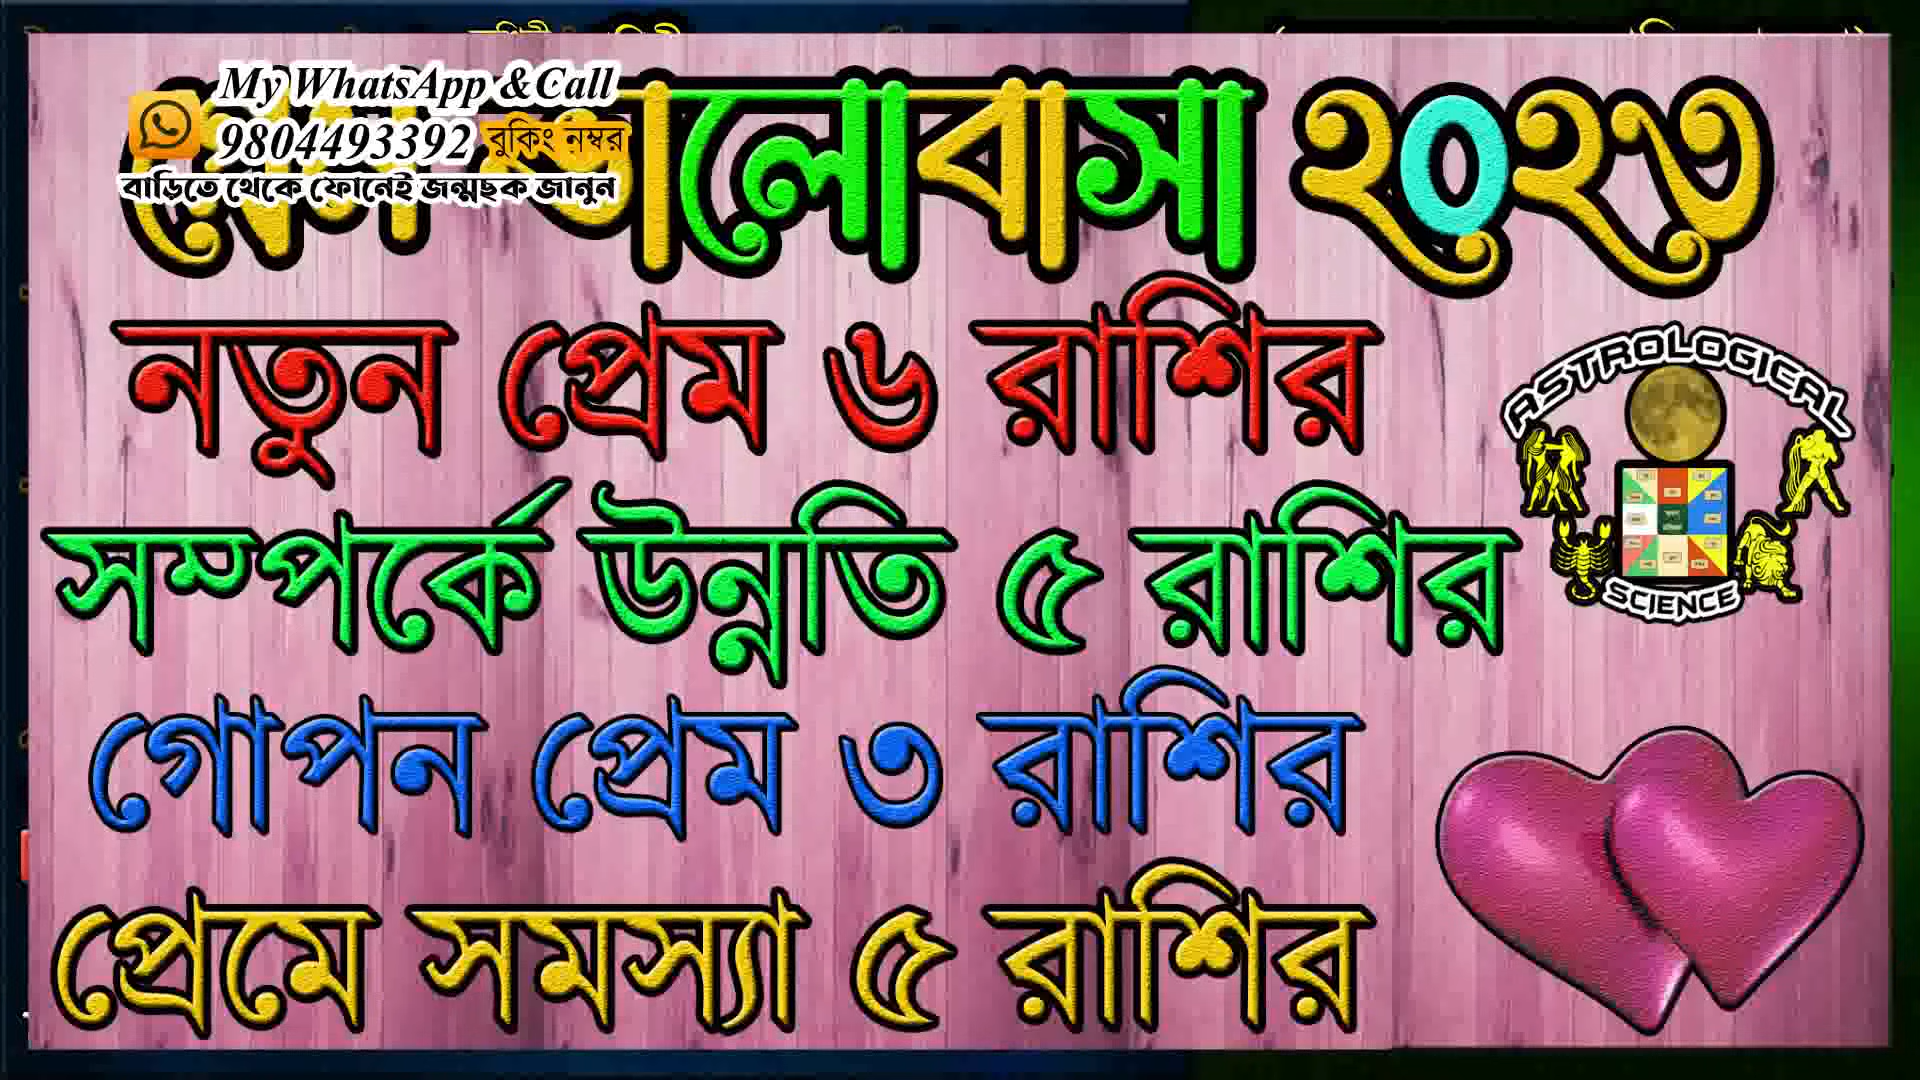 My WhatsApp &Call
9804493392 বুকিং নম্বর
বাড়িতে থেকে ফোনেই জন্মছক জানুন
ভালোবাসা ২০২৩
নতুন প্রেম ৬ রাশির
সম্পর্কে উন্নতি ৫ রাশির
গোপন প্রেম ৩ রাশির
প্রেমে সমস্যা ৫ রাশির
ASTROLOGICAL
SCIENCE